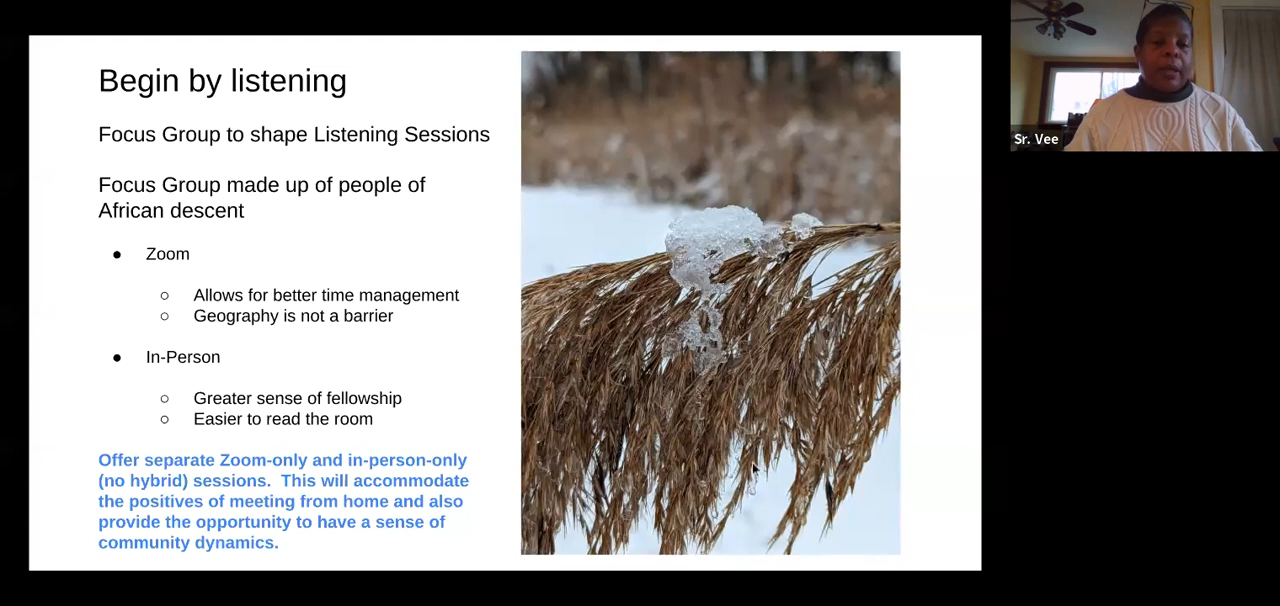 Begin by listening
Focus Group to shape Listening Sessions
Focus Group made up of people of
African descent
● Zoom
○ Allows for better time management
○ Geography is not a barrier
● In-Person
○ Greater sense of fellowship
○ Easier to read the room
Offer separate Zoom-only and in-person-only
(no hybrid) sessions.  This will accommodate
the positives of meeting from home and also
provide the opportunity to have a sense of
community dynamics.
Sr. Vee